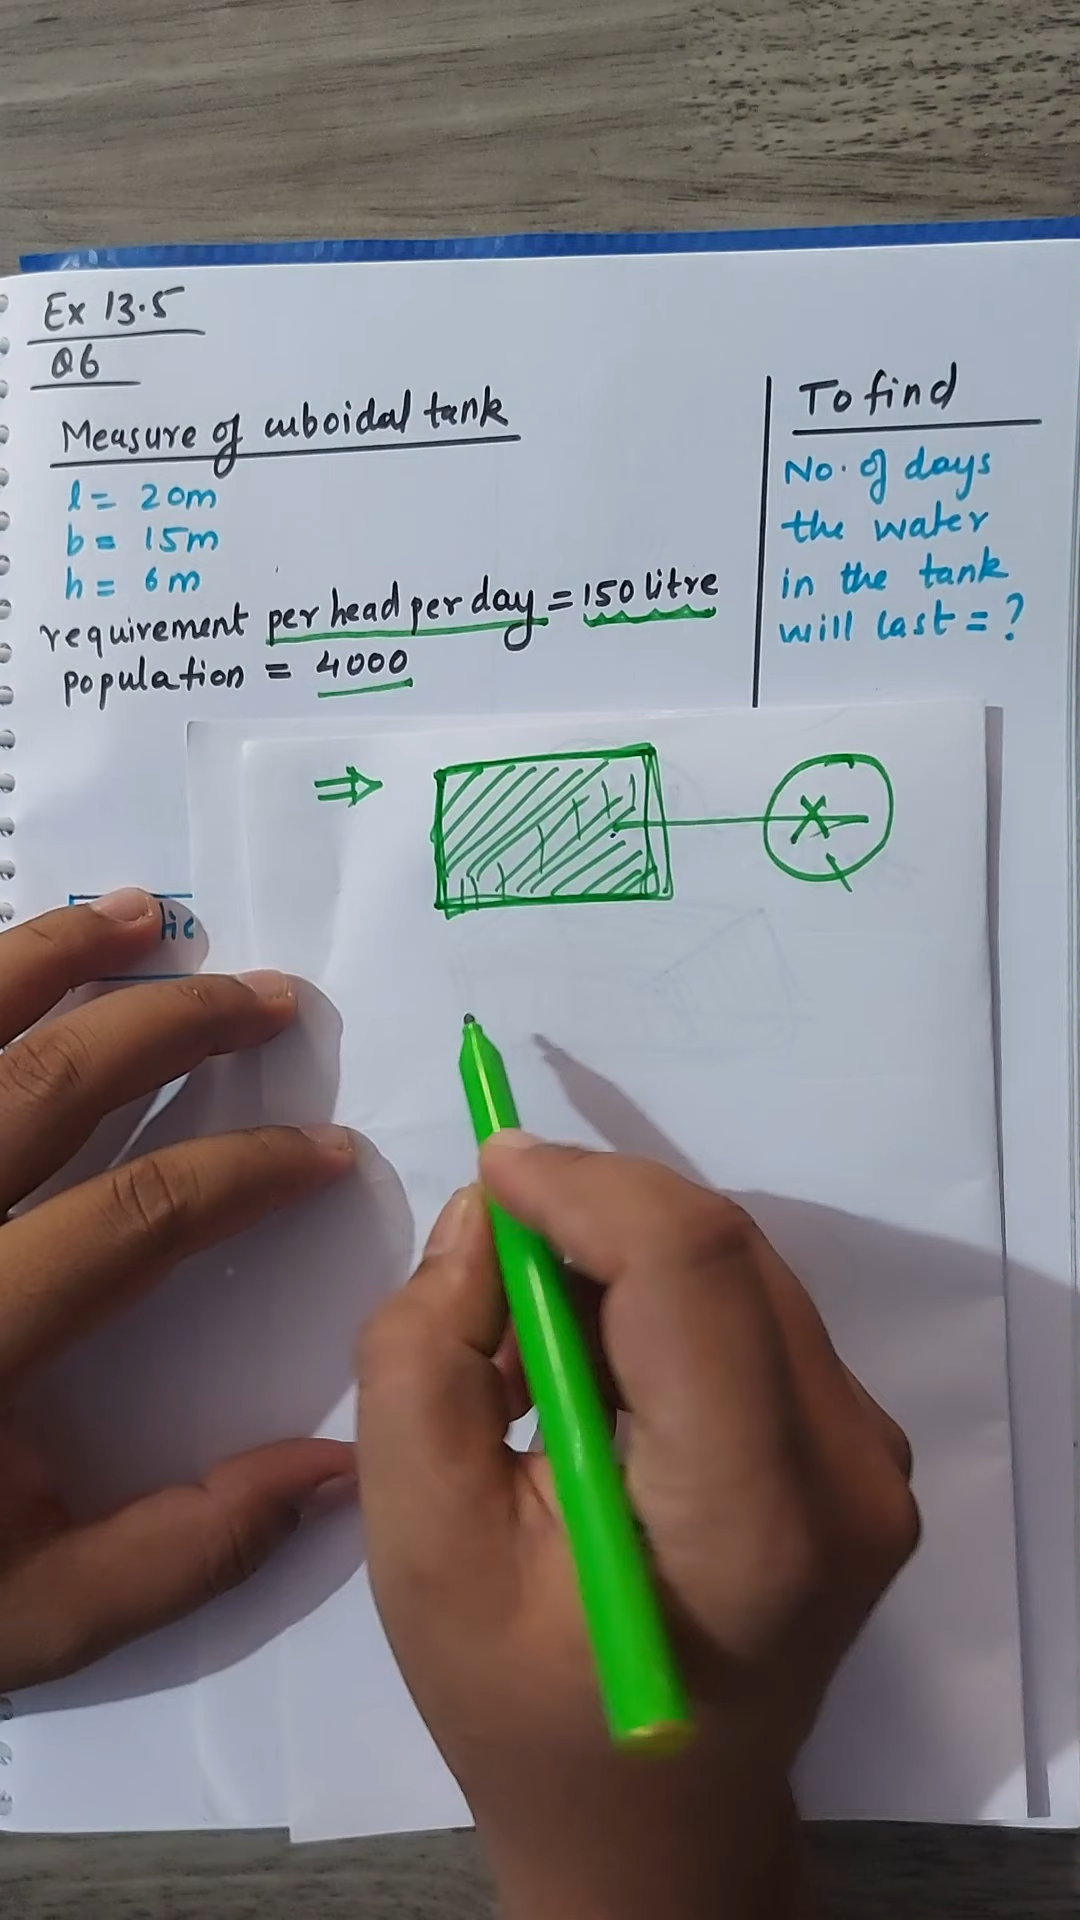 Ex 13.5
Q6
Measure of cuboidal tank
l = 20m
b = 15m
h = 6m
requirement per head per day = 150 litre
population = 4000
To find
No. of days
the water
in the tank
will last = ?
⇒
X